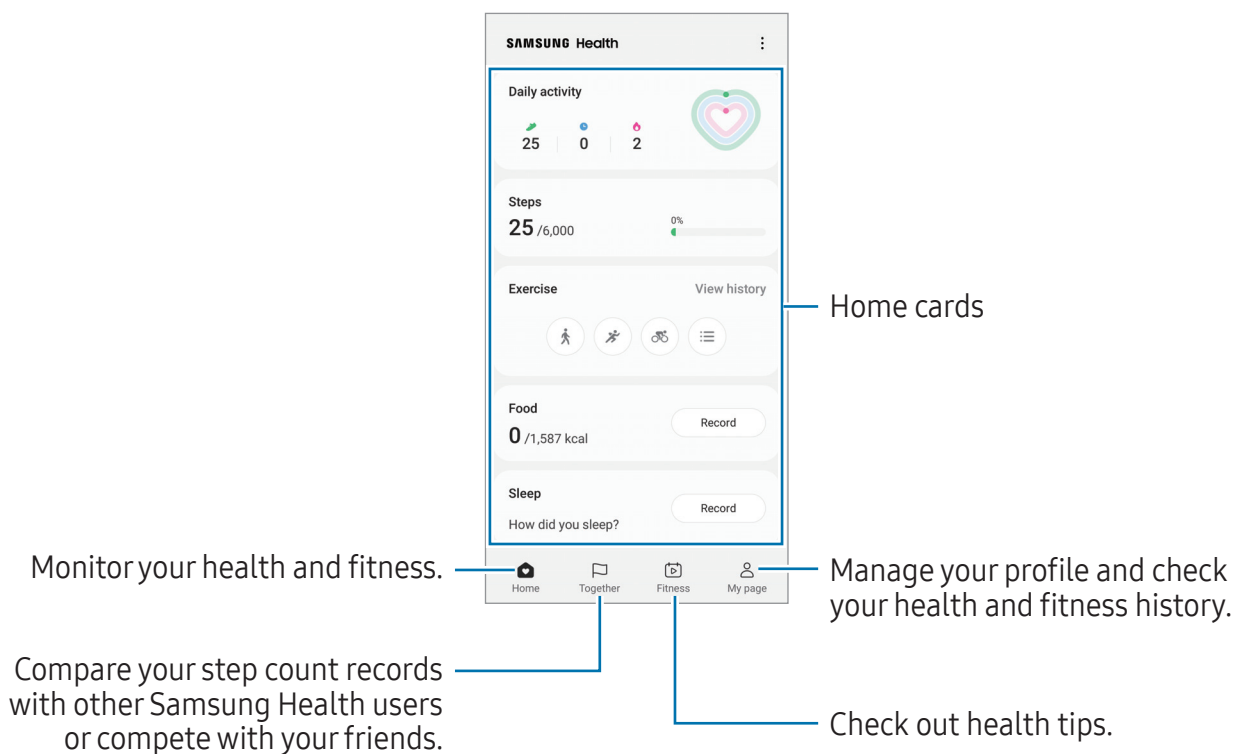 SAMSUNG Health
Daily activity
25
0
2
Steps
25 /6,000
0%
Exercise
View history
Food
0 /1,587 kcal
Record
Sleep
How did you sleep?
Record
Home
Together
Fitness
My page
Home cards
Monitor your health and fitness.
Manage your profile and check
your health and fitness history.
Compare your step count records
with other Samsung Health users
or compete with your friends.
Check out health tips.